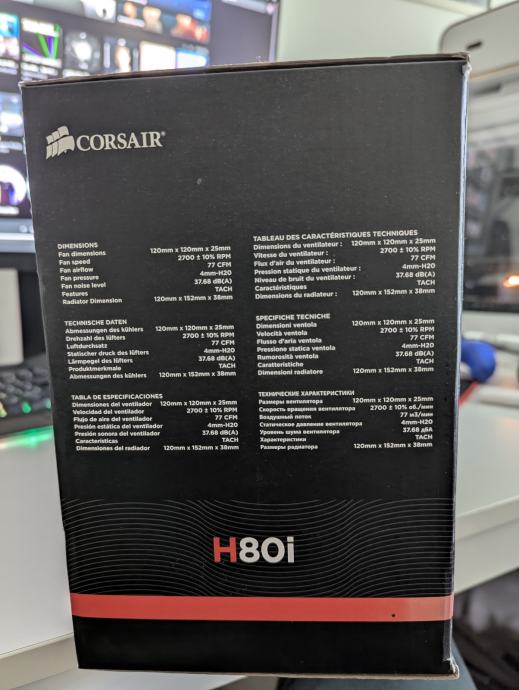 CORSAIR
DIMENSIONS
Fan dimensions 120mm x 120mm x 25mm
Fan speed 2700 ± 10% RPM
Fan airflow 77 CFM
Fan pressure 4mm-H20
Fan noise level 37.68 dB(A)
Features TACH
Radiator Dimension 120mm x 152mm x 38mm
TECHNISCHE DATEN
Abmessungen des kühlers 120mm x 120mm x 25mm
Drehzahl des lüfters 2700 ± 10% RPM
Luftdurchsatz 77 CFM
Statischer druck des lüfters 4mm-H20
Lärmpegel des lüfters 37.68 dB(A)
Produktmerkmale TACH
Abmessungen des kühlers 120mm x 152mm x 38mm
TABLA DE ESPECIFICACIONES
Dimensiones del ventilador 120mm x 120mm x 25mm
Velocidad del ventilador 2700 ± 10% RPM
Flujo de aire del ventilador 77 CFM
Presión estática del ventilador 4mm-H20
Presión sonora del ventilador 37.68 dB(A)
Características TACH
Dimensiones del radiador 120mm x 152mm x 38mm
TABLEAU DES CARACTÉRISTIQUES TECHNIQUES
Dimensions du ventilateur : 120mm x 120mm x 25mm
Vitesse du ventilateur : 2700 ± 10% RPM
Flux d'air du ventilateur : 77 CFM
Pression statique du ventilateur : 4mm-H20
Niveau de bruit du ventilateur : 37.68 dB(A)
Caractéristiques TACH
Dimensions du radiateur : 120mm x 152mm x 38mm
SPECIFICHE TECNICHE
Dimensioni ventola 120mm x 120mm x 25mm
Velocità ventola 2700 ± 10% RPM
Flusso d'aria ventola 77 CFM
Pressione statica ventola 4mm-H20
Rumorosità ventola 37.68 dB(A)
Caratteristiche TACH
Dimensioni radiatore 120mm x 152mm x 38mm
ТЕХНИЧЕСКИЕ ХАРАКТЕРИСТИКИ
Размеры вентилятора 120mm x 120mm x 25mm
Скорость вращения вентилятора 2700 ± 10% об./мин
Воздушный поток 77 м3/мин
Статическое давление вентилятора 4mm-H20
Уровень шума вентилятора 37.68 дБА
Характеристики TACH
Размеры радиатора 120mm x 152mm x 38mm
H80i